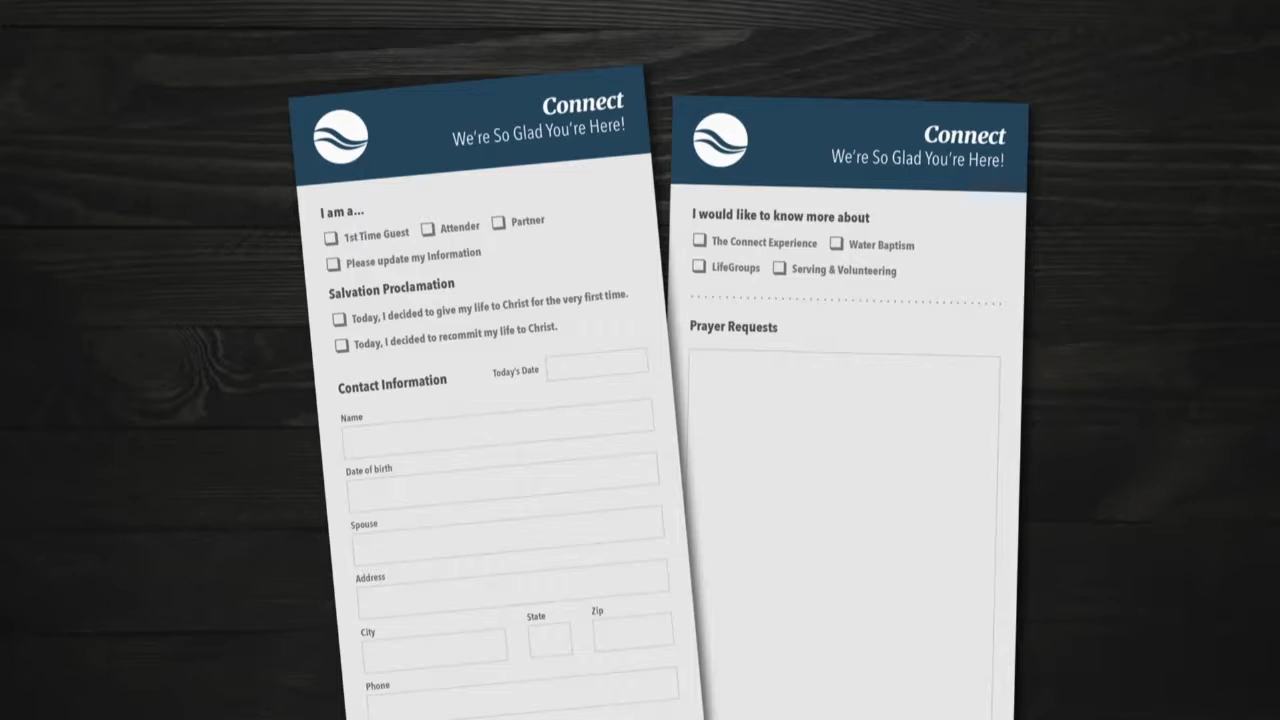 Connect
We're So Glad You're Here!
I am a...
1st Time Guest Attender Partner
Please update my Information
Salvation Proclamation
Today, I decided to give my life to Christ for the very first time.
Today, I decided to recommit my life to Christ.
Contact Information Today's Date
Name
Date of birth
Spouse
Address
City State Zip
Phone
Connect
We're So Glad You're Here!
I would like to know more about
The Connect Experience Water Baptism
LifeGroups Serving & Volunteering
Prayer Requests